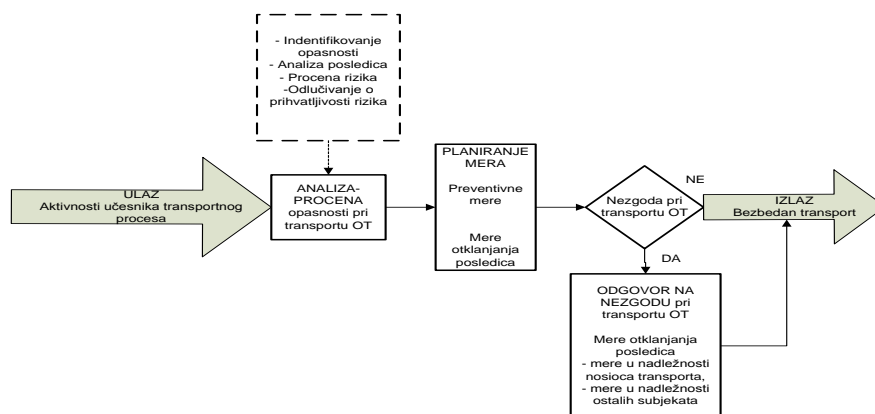 - Indentifikovanje
opasnosti
- Analiza posledica
- Procena rizika
-Odlučivanje o
prihvatljivosti rizika
ULAZ
Aktivnosti učesnika transportnog
procesa
ANALIZA-
PROCENA
opasnosti pri
transportu OT
PLANIRANJE
MERA
Preventivne
mere
Mere
otklanjanja
posledica
NE
Nezgoda pri
transportu OT
DA
IZLAZ
Bezbedan transport
ODGOVOR NA
NEZGODU pri
transportu OT
Mere otklanjanja
posledica
- mere u nadležnosti
nosioca transporta,
- mere u nadležnosti
ostalih subjekata